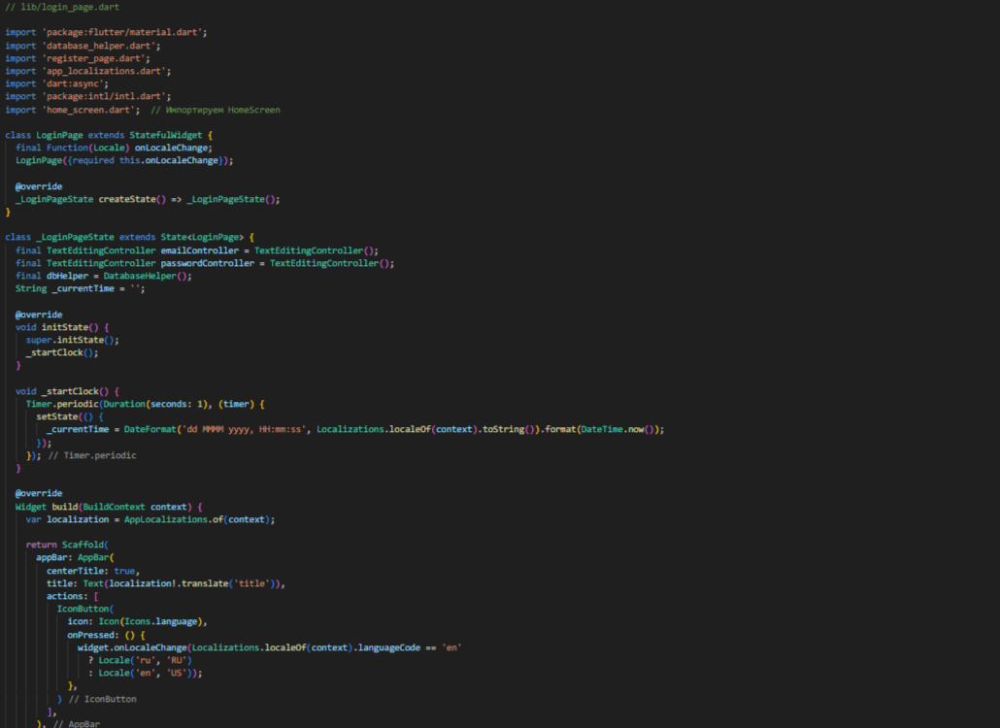 // lib/login_page.dart
import 'package:flutter/material.dart';
import 'database_helper.dart';
import 'register_page.dart';
import 'app_localizations.dart';
import 'dart:async';
import 'package:intl/intl.dart';
import 'home_screen.dart';  // Импортируем HomeScreen
class LoginPage extends StatefulWidget {
  final Function(Locale) onLocaleChange;
  LoginPage({required this.onLocaleChange});
  @override
  _LoginPageState createState() => _LoginPageState();
}
class _LoginPageState extends State<LoginPage> {
  final TextEditingController emailController = TextEditingController();
  final TextEditingController passwordController = TextEditingController();
  final dbHelper = DatabaseHelper();
  String _currentTime = '';
  @override
  void initState() {
    super.initState();
    _startClock();
  }
  void _startClock() {
    Timer.periodic(Duration(seconds: 1), (timer) {
      setState(() {
        _currentTime = DateFormat('dd MMMM yyyy, HH:mm:ss', Localizations.localeOf(context).toString()).format(DateTime.now());
      });
    }); // Timer.periodic
  }
  @override
  Widget build(BuildContext context) {
    var localization = AppLocalizations.of(context);
    return Scaffold(
      appBar: AppBar(
        centerTitle: true,
        title: Text(localization!.translate('title')),
        actions: [
          IconButton(
            icon: Icon(Icons.language),
            onPressed: () {
              widget.onLocaleChange(Localizations.localeOf(context).languageCode == 'en'
                ? Locale('ru', 'RU')
                : Locale('en', 'US'));
            },
          ) // IconButton
        ],
      ), // AppBar